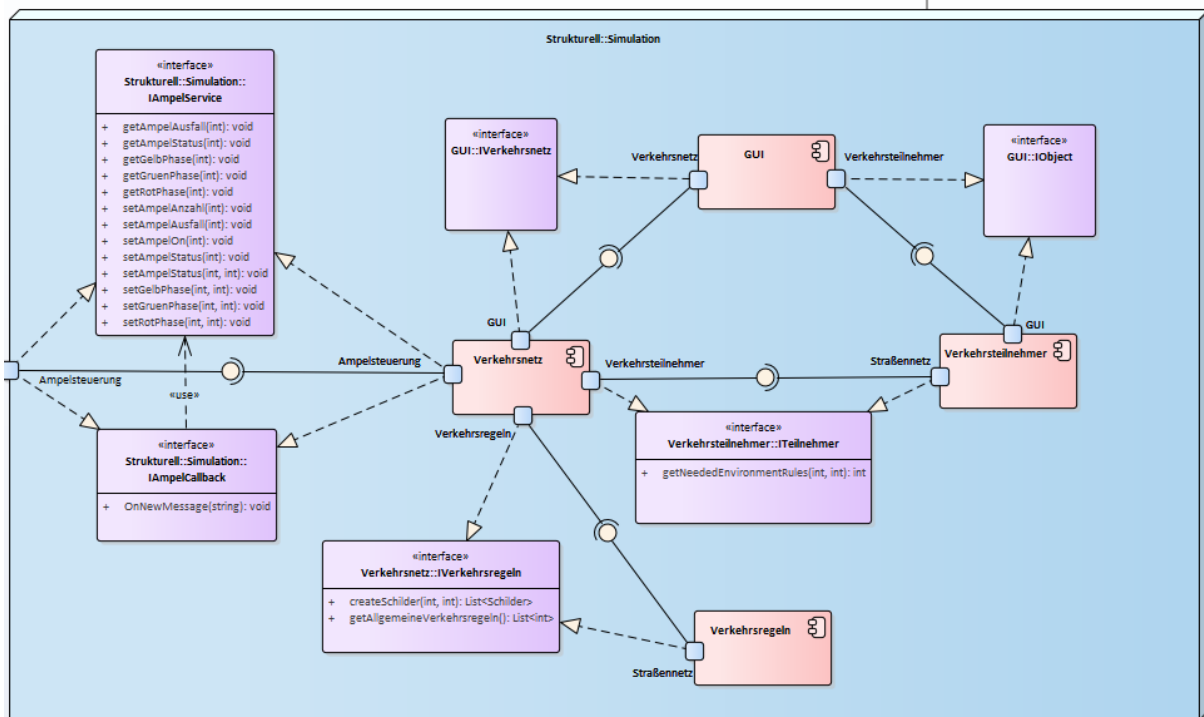 Strukturell::Simulation
«interface»
Strukturell::Simulation::
IAmpelService
+ getAmpelAusfall(int): void
+ getAmpelStatus(int): void
+ getGelbPhase(int): void
+ getGruenPhase(int): void
+ getRotPhase(int): void
+ setAmpelAnzahl(int): void
+ setAmpelAusfall(int): void
+ setAmpelOn(int): void
+ setAmpelStatus(int): void
+ setAmpelStatus(int, int): void
+ setGelbPhase(int, int): void
+ setGruenPhase(int, int): void
+ setRotPhase(int, int): void
«interface»
GUI::IVerkehrsnetz
Verkehrsnetz
GUI
Verkehrsteilnehmer
«interface»
GUI::IObject
GUI
GUI
Ampelsteuerung
«use»
Ampelsteuerung
Verkehrsnetz
Verkehrsteilnehmer
Straßennetz
Verkehrsteilnehmer
Verkehrsregeln
«interface»
Verkehrsteilnehmer::ITeilnehmer
+ getNeededEnvironmentRules(int, int): int
«interface»
Strukturell::Simulation::
IAmpelCallback
+ OnNewMessage(string): void
«interface»
Verkehrsnetz::IVerkehrsregeln
+ createSchilder(int, int): List<Schilder>
+ getAllgemeineVerkehrsregeln(): List<int>
Verkehrsregeln
Straßennetz